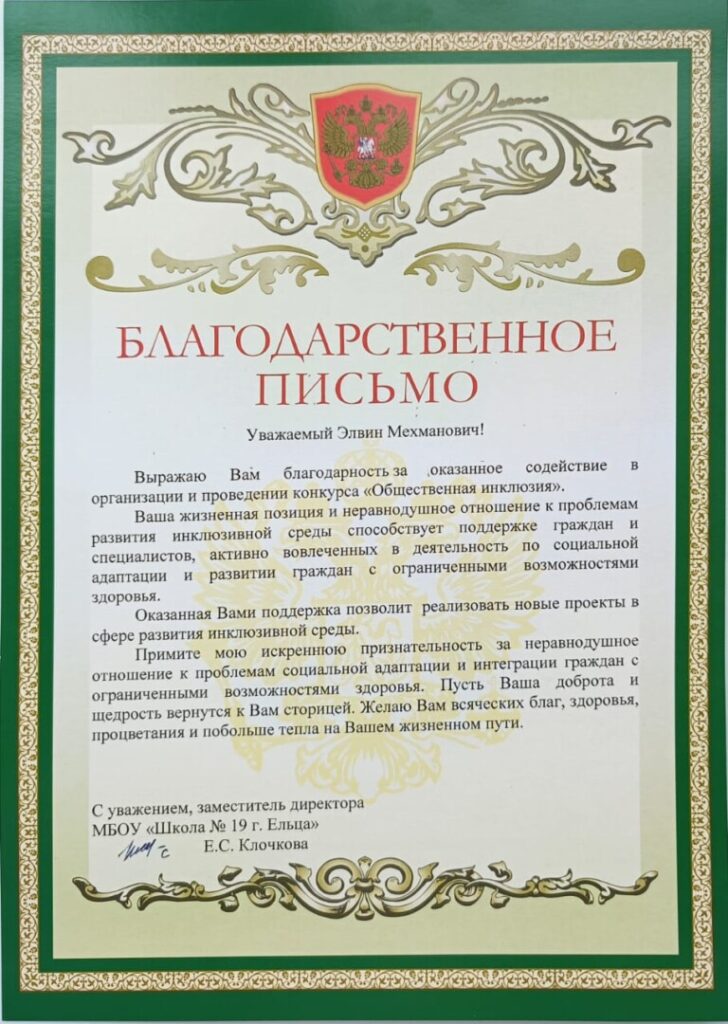 БЛАГОДАРСТВЕННОЕ
ПИСЬМО
Уважаемый Элвин Мехманович!
Выражаю Вам благодарность за оказанное содействие в
организации и проведении конкурса «Общественная инклюзия».
Ваша жизненная позиция и неравнодушное отношение к проблемам
развития инклюзивной среды способствует поддержке граждан и
специалистов, активно вовлеченных в деятельность по социальной
адаптации и развитии граждан с ограниченными возможностями
здоровья.
Оказанная Вами поддержка позволит реализовать новые проекты в
сфере развития инклюзивной среды.
Примите мою искреннюю признательность за неравнодушное
отношение к проблемам социальной адаптации и интеграции граждан с
ограниченными возможностями здоровья. Пусть Ваша доброта и
щедрость вернутся к Вам сторицей. Желаю Вам всяческих благ, здоровья,
процветания и побольше тепла на Вашем жизненном пути.
С уважением, заместитель директора
МБОУ «Школа № 19 г. Ельца»
Е.С. Клочкова